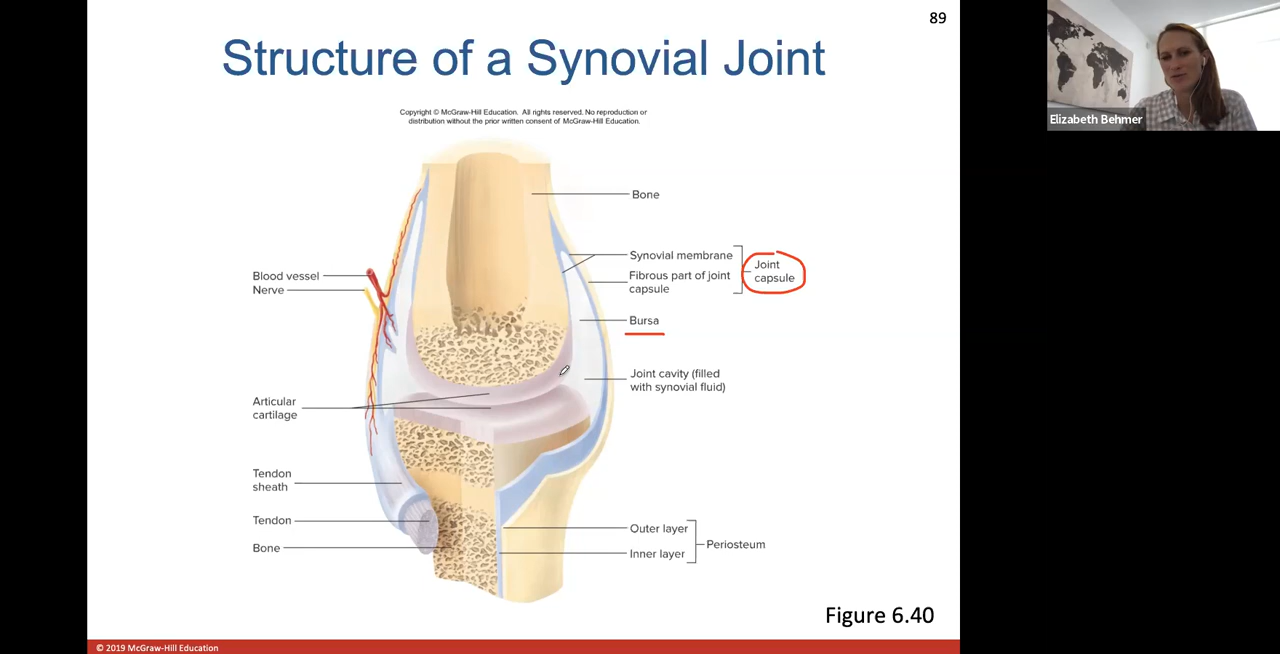 89
Structure of a Synovial Joint
Elizabeth Behmer
Copyright © McGraw-Hill Education. All rights reserved. No reproduction or
distribution without the prior written consent of McGraw-Hill Education.
Bone
Synovial membrane
Fibrous part of joint
capsule
Joint
capsule
Blood vessel
Nerve
Bursa
Joint cavity (filled
with synovial fluid)
Articular
cartilage
Tendon
sheath
Tendon
Bone
Outer layer
Inner layer
Periosteum
Figure 6.40
© 2019 McGraw-Hill Education